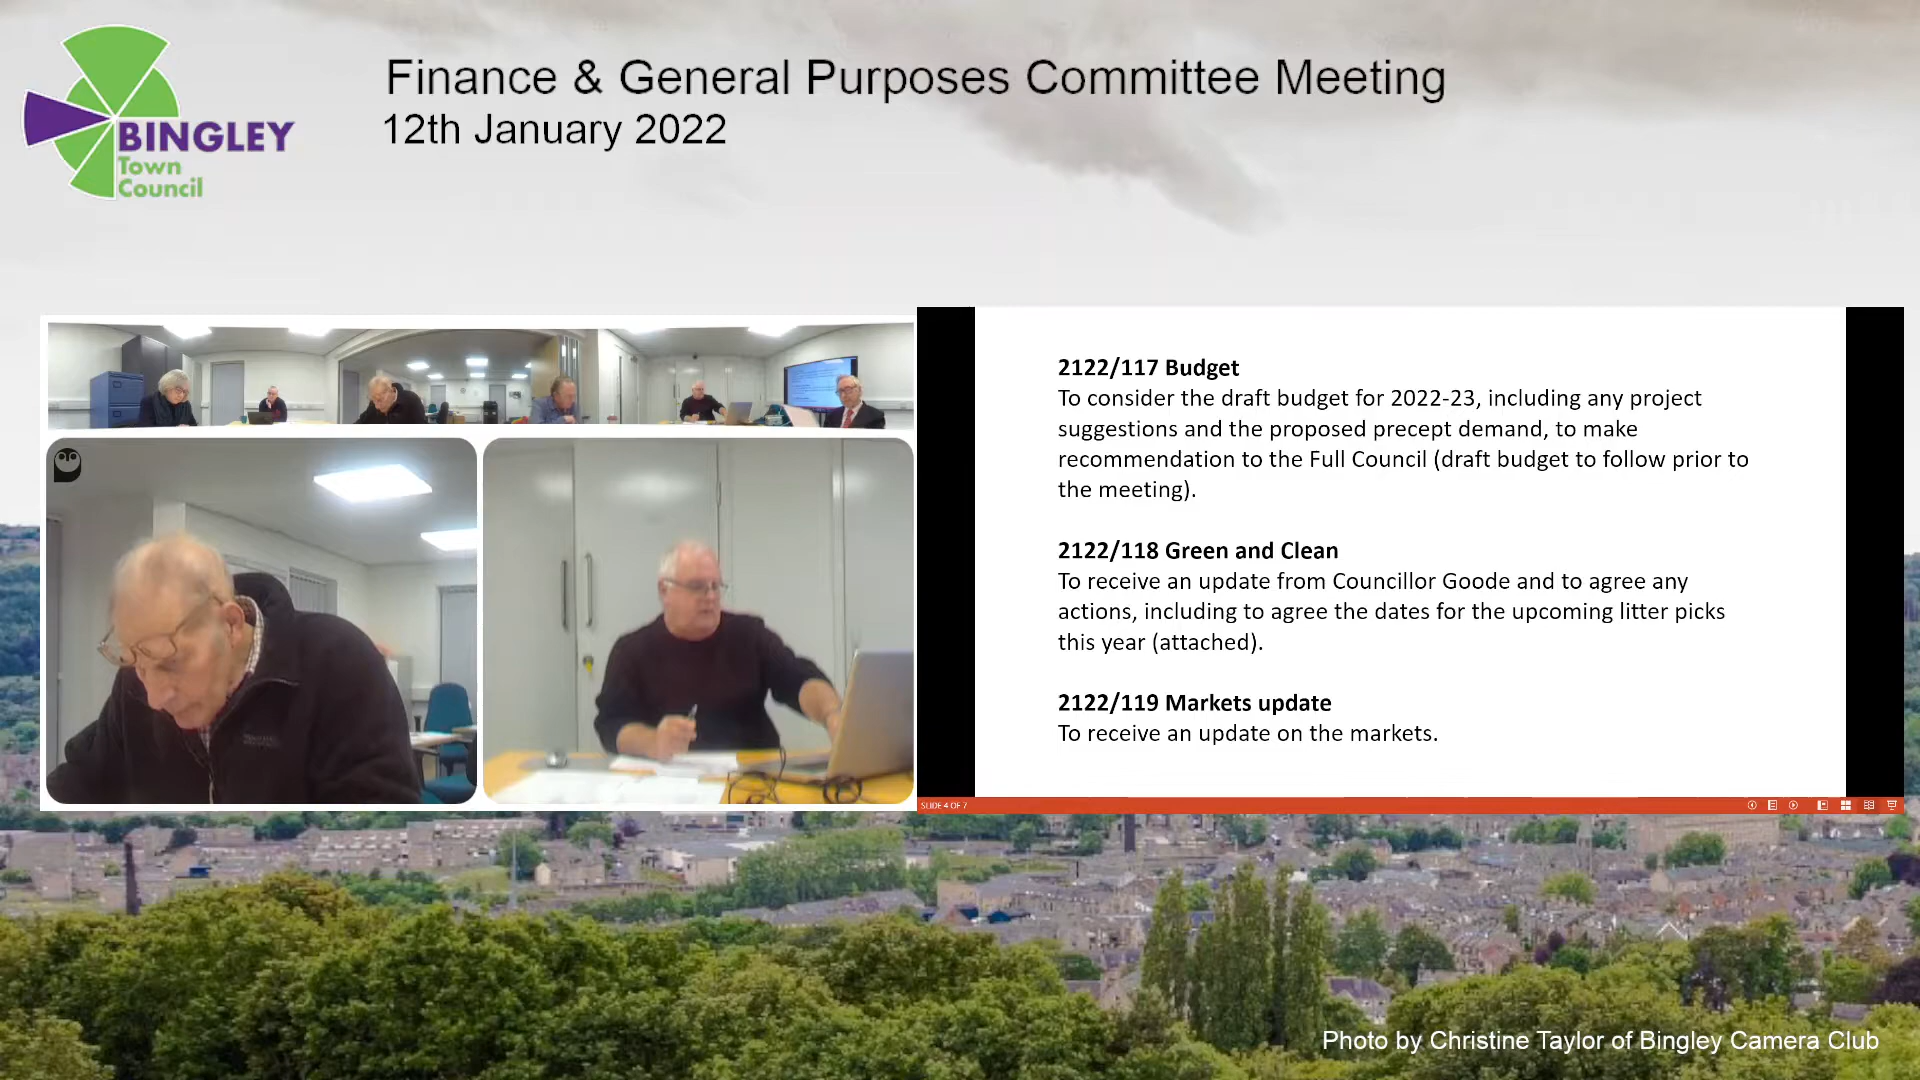 BINGLEY
Town
Council
Finance & General Purposes Committee Meeting
12th January 2022
2122/117 Budget
To consider the draft budget for 2022-23, including any project
suggestions and the proposed precept demand, to make
recommendation to the Full Council (draft budget to follow prior to
the meeting).
2122/118 Green and Clean
To receive an update from Councillor Goode and to agree any
actions, including to agree the dates for the upcoming litter picks
this year (attached).
2122/119 Markets update
To receive an update on the markets.
SLIDE 4 OF 7
Photo by Christine Taylor of Bingley Camera Club